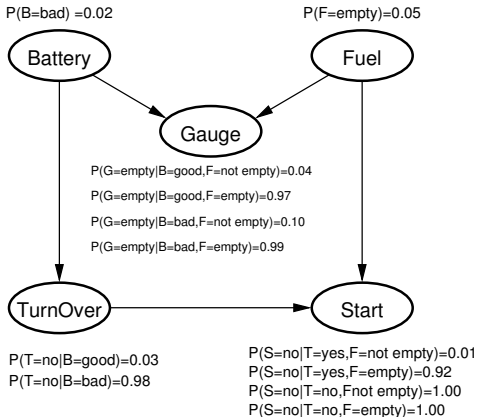 P(B=bad) =0.02
P(F=empty)=0.05
Battery
Fuel
Gauge
P(G=empty|B=good,F=not empty)=0.04
P(G=empty|B=good,F=empty)=0.97
P(G=empty|B=bad,F=not empty)=0.10
P(G=empty|B=bad,F=empty)=0.99
TurnOver
Start
P(T=no|B=good)=0.03
P(T=no|B=bad)=0.98
P(S=no|T=yes,F=not empty)=0.01
P(S=no|T=yes,F=empty)=0.92
P(S=no|T=no,Fnot empty)=1.00
P(S=no|T=no,F=empty)=1.00